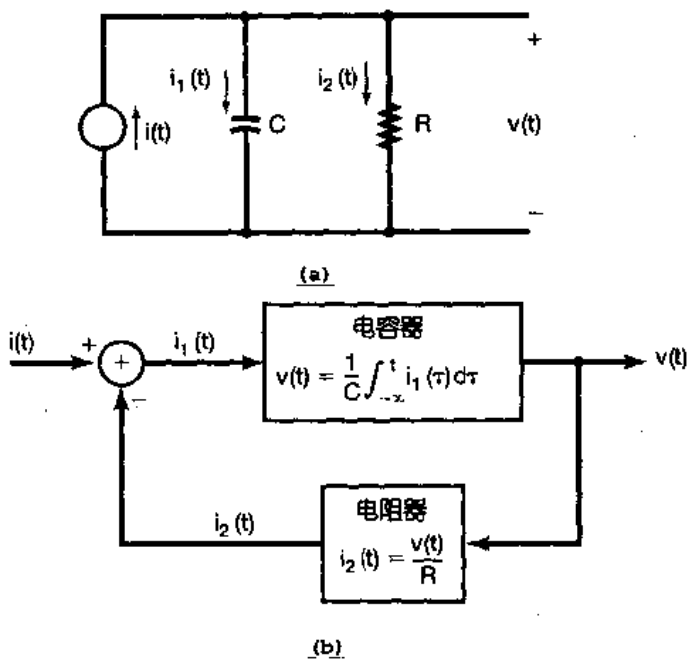 i₁(t) i₂(t)
+
i(t) C R v(t)
−
(a)
i(t) + + i₁(t) 电容器 v(t)
v(t) = 1/C ∫_{-∞}^{t} i₁(τ)dτ
−
i₂(t) 电阻器
i₂(t) = v(t)/R
(b)